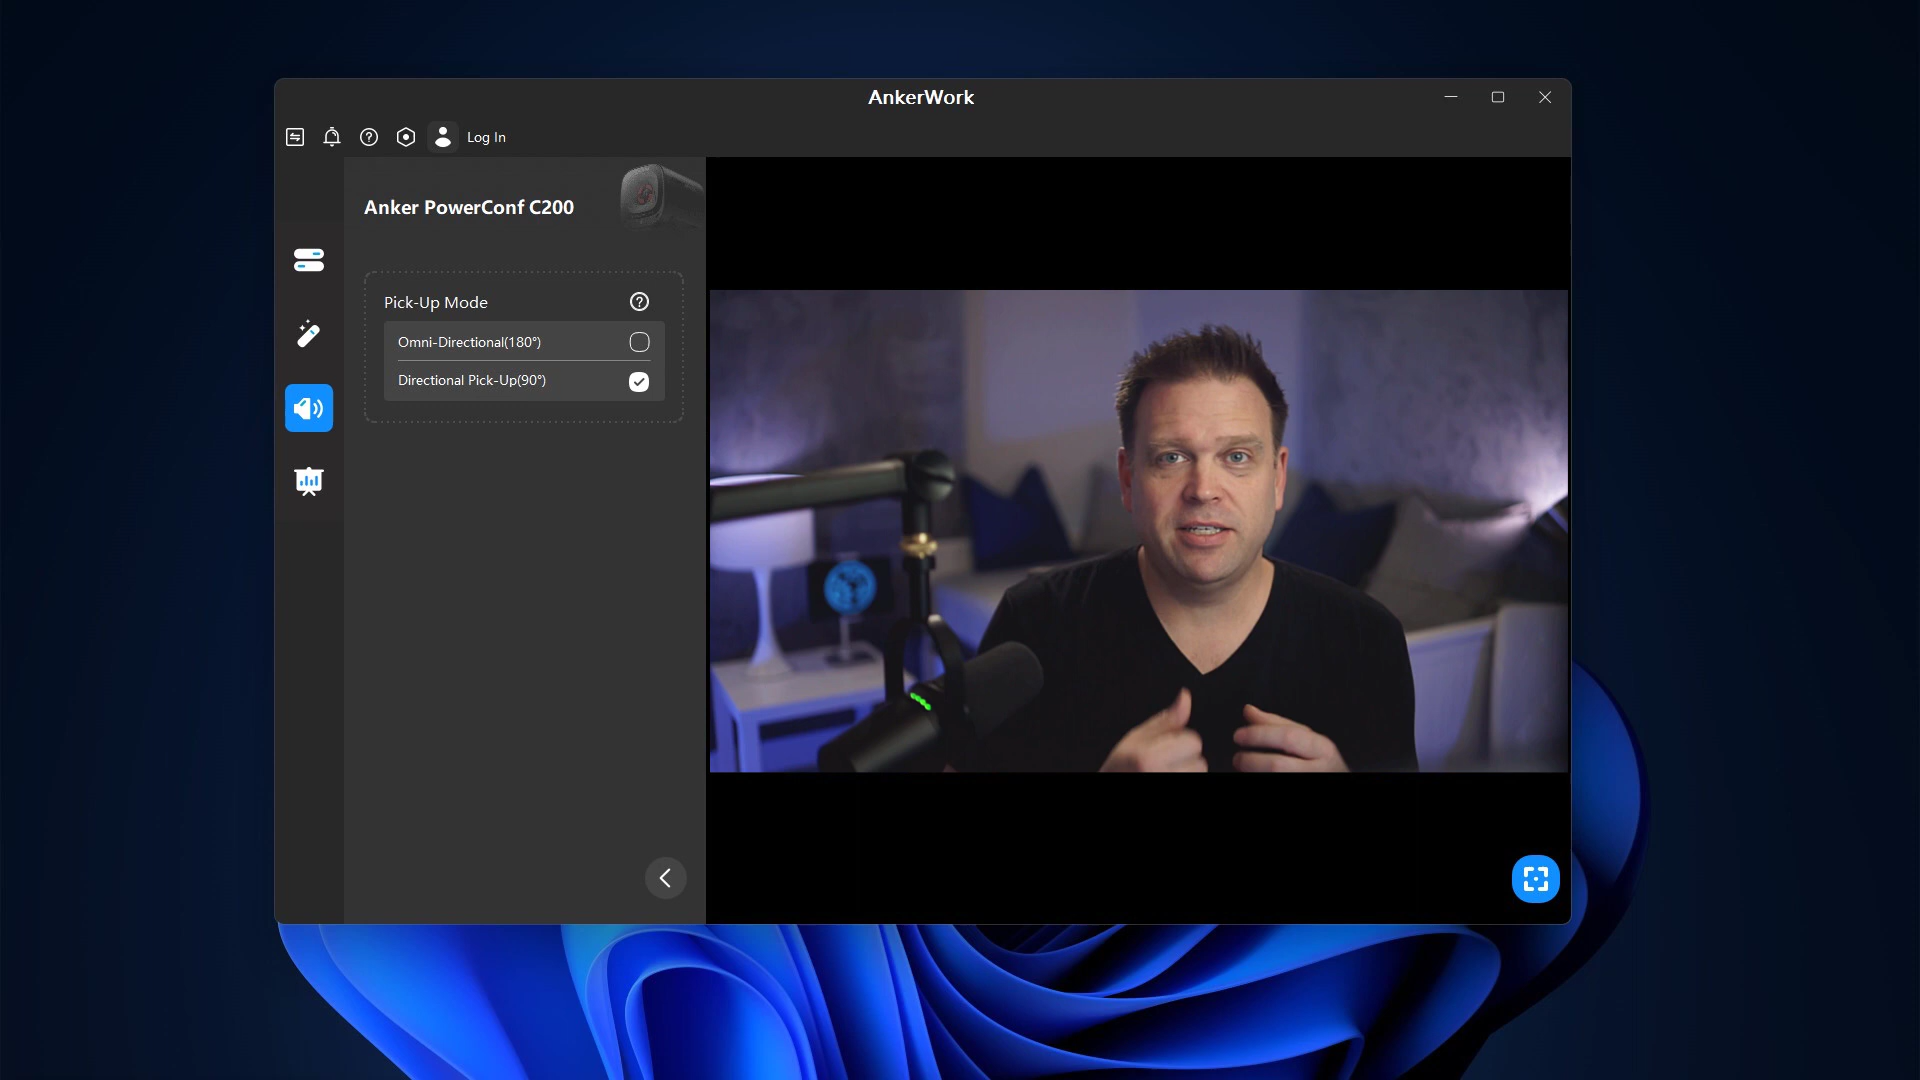 AnkerWork
Log In
Anker PowerConf C200
Pick-Up Mode
Omni-Directional(180°)
Directional Pick-Up(90°)